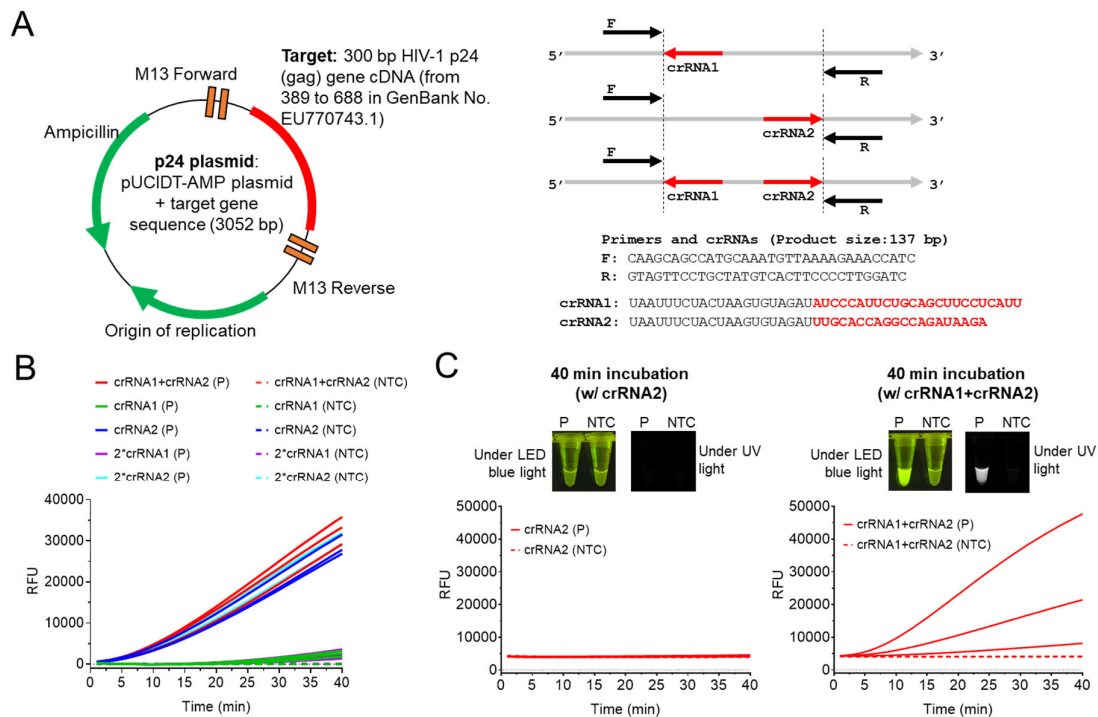 A
M13 Forward
Target: 300 bp HIV-1 p24
(gag) gene cDNA (from
389 to 688 in GenBank No.
EU770743.1)
Ampicillin
p24 plasmid:
pUCIDT-AMP plasmid
+ target gene
sequence (3052 bp)
M13 Reverse
Origin of replication
F
5′
3′
crRNA1
R
F
5′
3′
crRNA2
R
F
5′
3′
crRNA1
crRNA2
R
Primers and crRNAs (Product size:137 bp)
F: CAAGCAGCCATGCAAATGTTAAAAGAAACCATC
R: GTAGTTCCTGCTATGTCACTTCCCCTTGGATC
crRNA1: UAAUUUCUACUAAGUGUAGAUAUCCCAUUCUGCAGCUUCCUCAUU
crRNA2: UAAUUUCUACUAAGUGUAGAUUUGCACCAGGCCAGAUAAGA
B
crRNA1+crRNA2 (P)
crRNA1+crRNA2 (NTC)
crRNA1 (P)
crRNA1 (NTC)
crRNA2 (P)
crRNA2 (NTC)
2*crRNA1 (P)
2*crRNA1 (NTC)
2*crRNA2 (P)
2*crRNA2 (NTC)
40000
30000
20000
10000
0
RFU
0 5 10 15 20 25 30 35 40
Time (min)
C
40 min incubation
(w/ crRNA2)
P NTC
P NTC
Under LED
blue light
Under UV
light
50000
40000
30000
20000
10000
0
RFU
crRNA2 (P)
crRNA2 (NTC)
0 5 10 15 20 25 30 35 40
Time (min)
40 min incubation
(w/ crRNA1+crRNA2)
P NTC
P NTC
Under LED
blue light
Under UV
light
50000
40000
30000
20000
10000
0
RFU
crRNA1+crRNA2 (P)
crRNA1+crRNA2 (NTC)
0 5 10 15 20 25 30 35 40
Time (min)